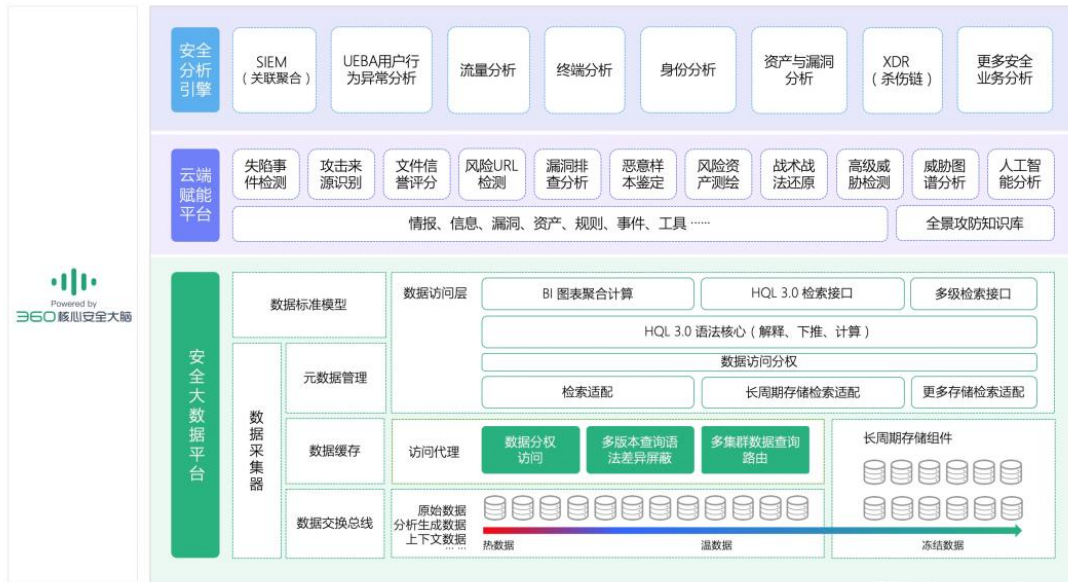 Powered by
360核心安全大脑
安全
分析
引擎
SIEM
（关联聚合）
UEBA用户行
为异常分析
流量分析
终端分析
身份分析
资产与漏洞
分析
XDR
（杀伤链）
更多安全
业务分析
云端
赋能
平台
失陷事
件检测
攻击来
源识别
文件信
誉评分
风险URL
检测
漏洞排
查分析
恶意样
本鉴定
风险资
产测绘
战术战
法还原
高级威
胁检测
威胁图
谱分析
人工智
能分析
情报、信息、漏洞、资产、规则、事件、工具 ······
全景攻防知识库
安全大数据平台
数据标准模型
数据采集器
元数据管理
数据缓存
数据交换总线
数据访问层
BI 图表聚合计算
HQL 3.0 检索接口
多级检索接口
HQL 3.0 语法核心（解释、下推、计算）
数据访问分权
检索适配
长周期存储检索适配
更多存储检索适配
访问代理
数据分权
访问
多版本查询语
法差异屏蔽
多集群数据查询
路由
长周期存储组件
原始数据
分析生成数据
上下文数据
··· ···
热数据
温数据
冻结数据